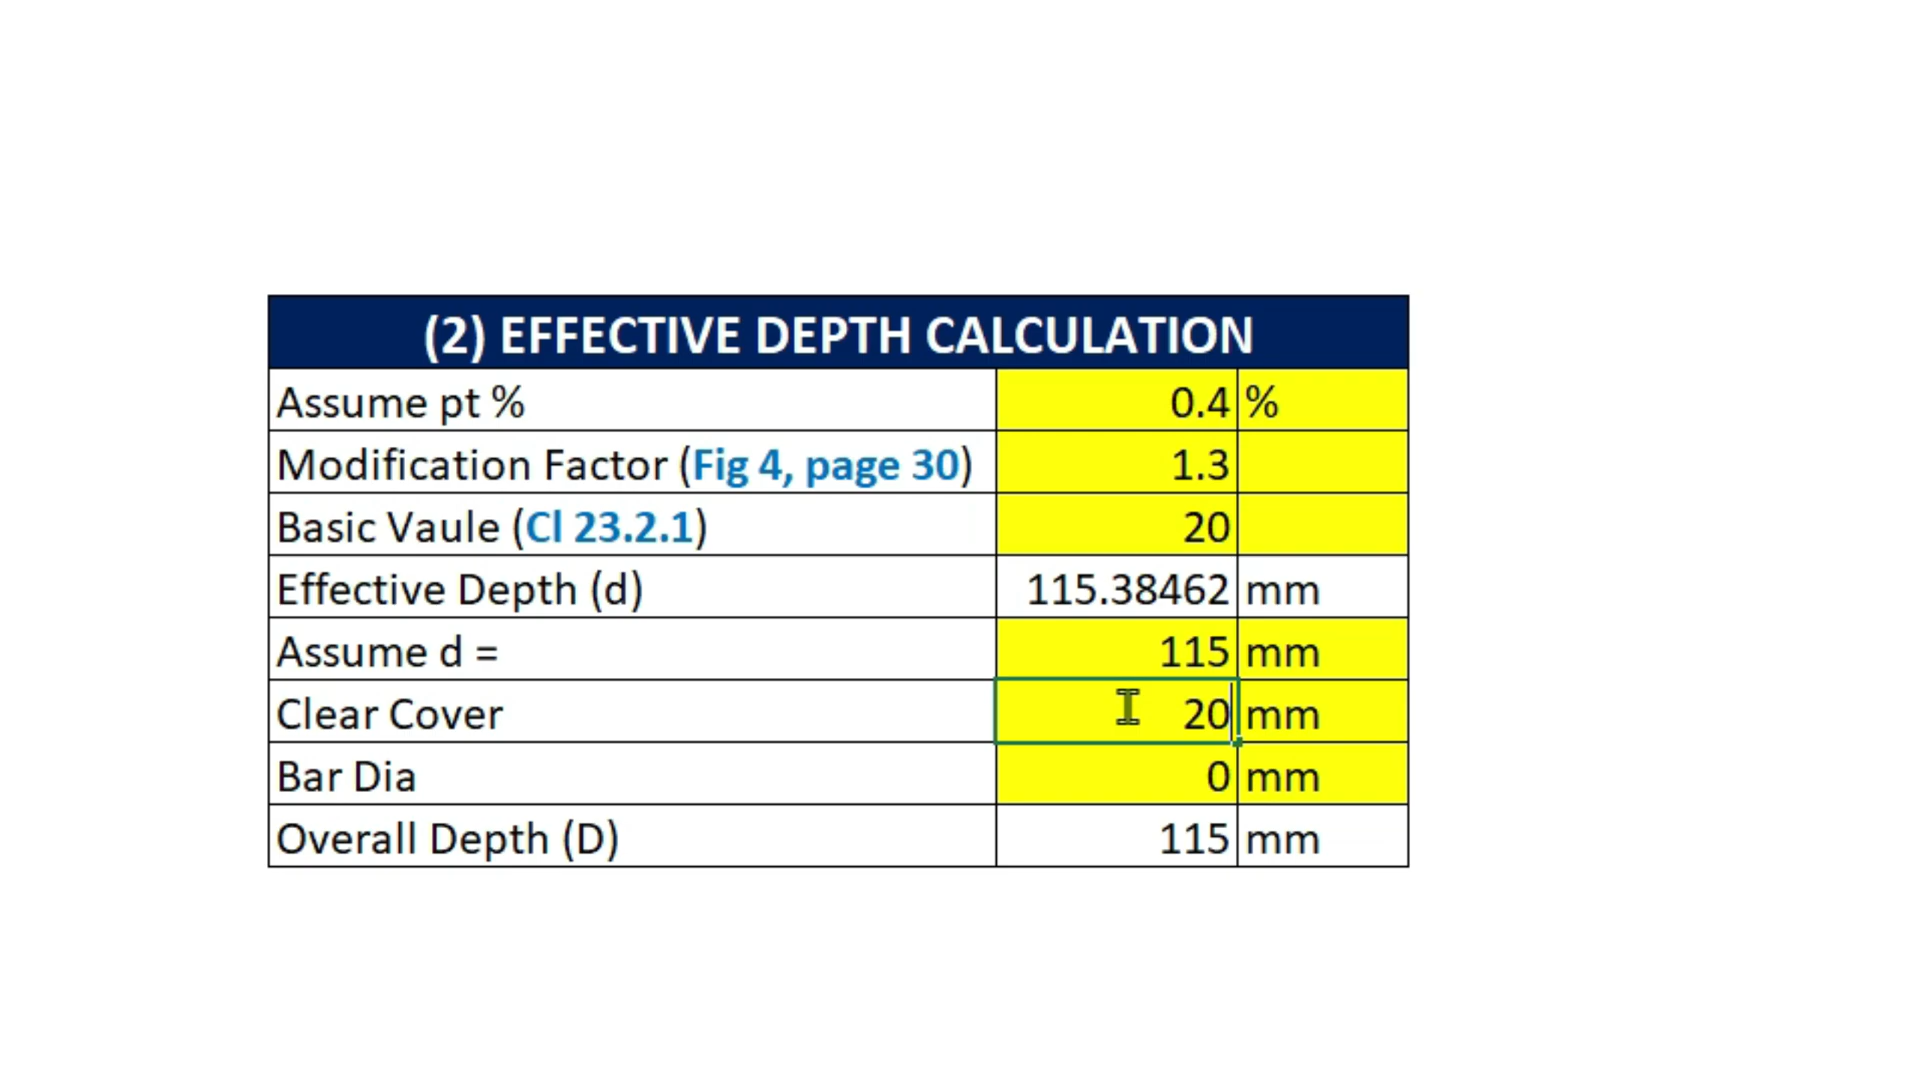 (2) EFFECTIVE DEPTH CALCULATION
Assume pt % 0.4 %
Modification Factor (Fig 4, page 30) 1.3
Basic Vaule (Cl 23.2.1) 20
Effective Depth (d) 115.38462 mm
Assume d = 115 mm
Clear Cover 20 mm
Bar Dia 0 mm
Overall Depth (D) 115 mm